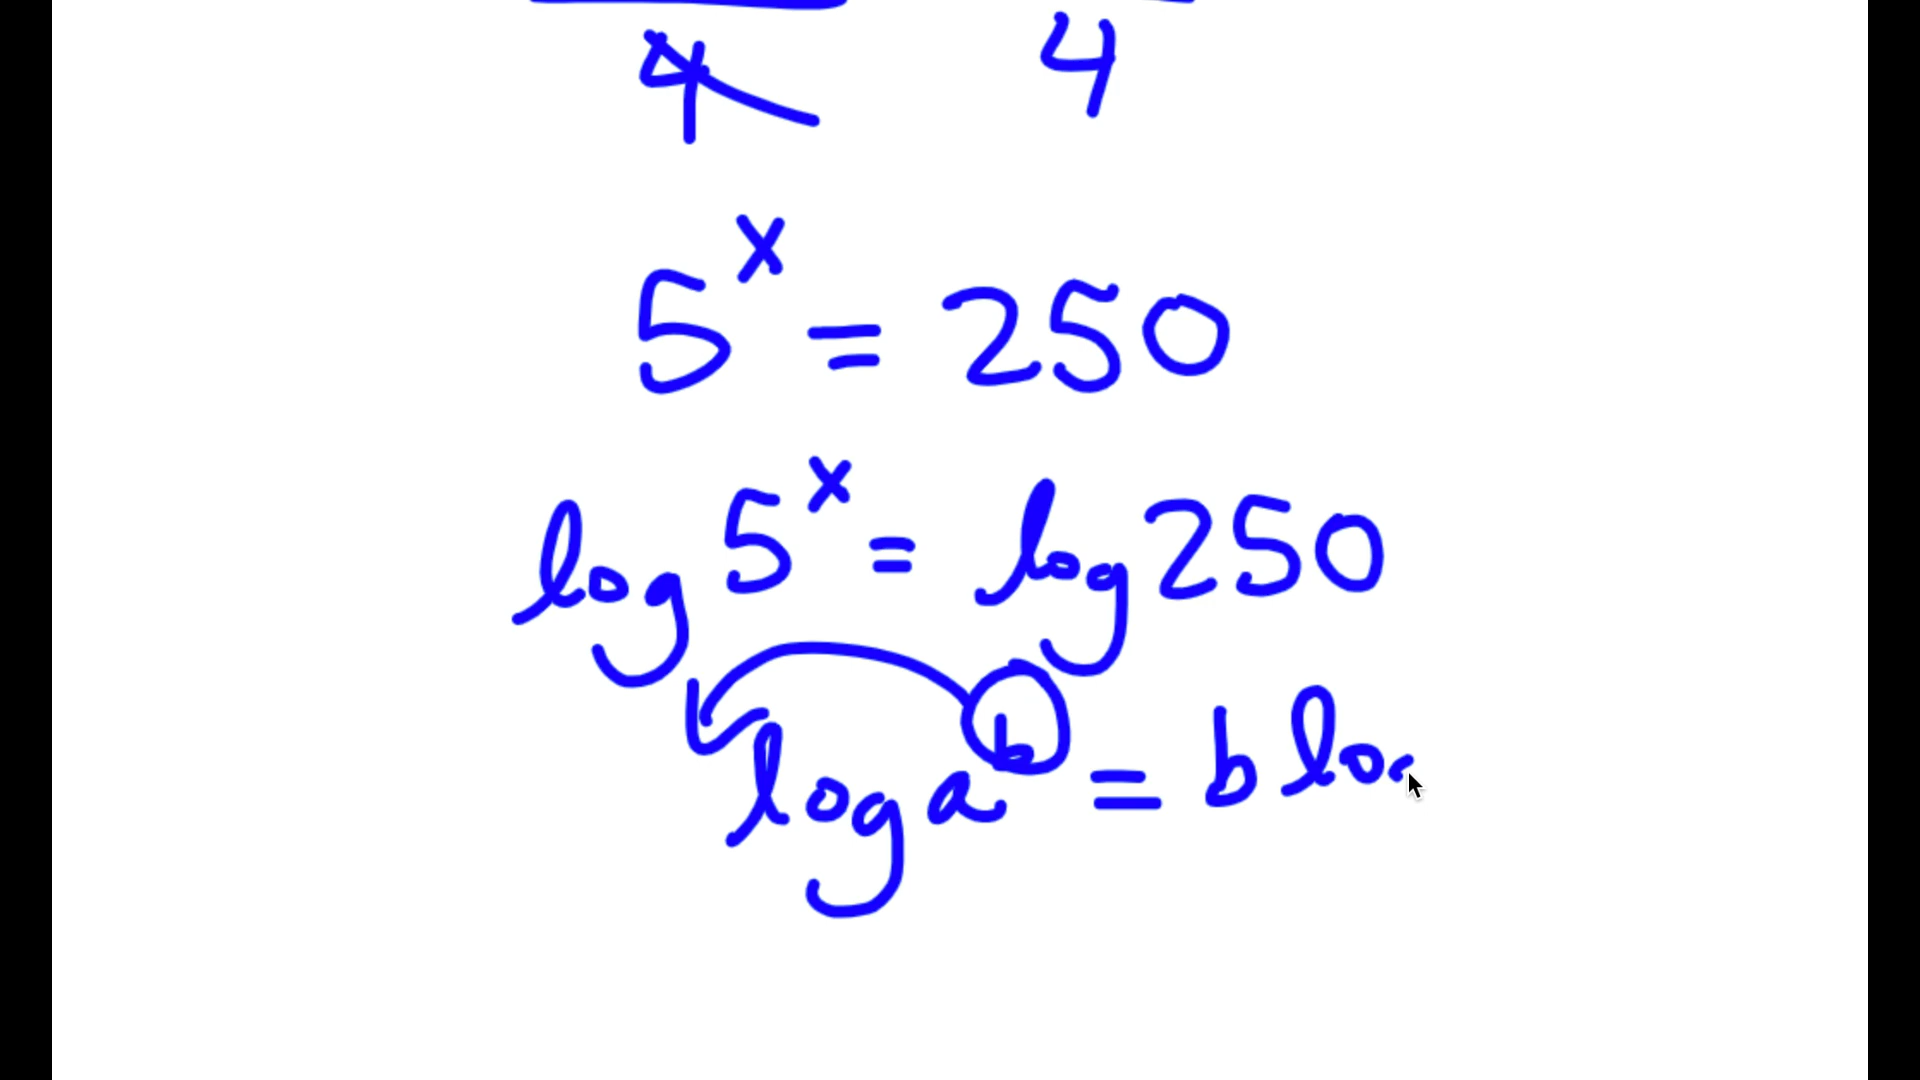 4 4
5^x = 250
log 5^x = log 250
log a^b = b lo